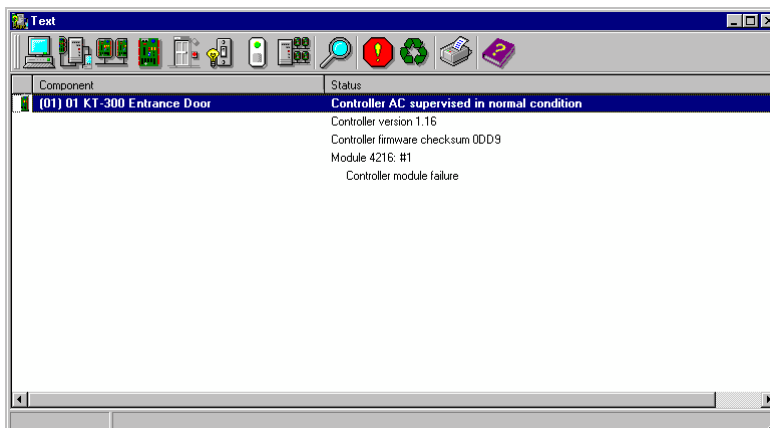 Text
Component Status
(01) 01 KT-300 Entrance Door Controller AC supervised in normal condition
Controller version 1.16
Controller firmware checksum 0DD9
Module 4216: #1
Controller module failure